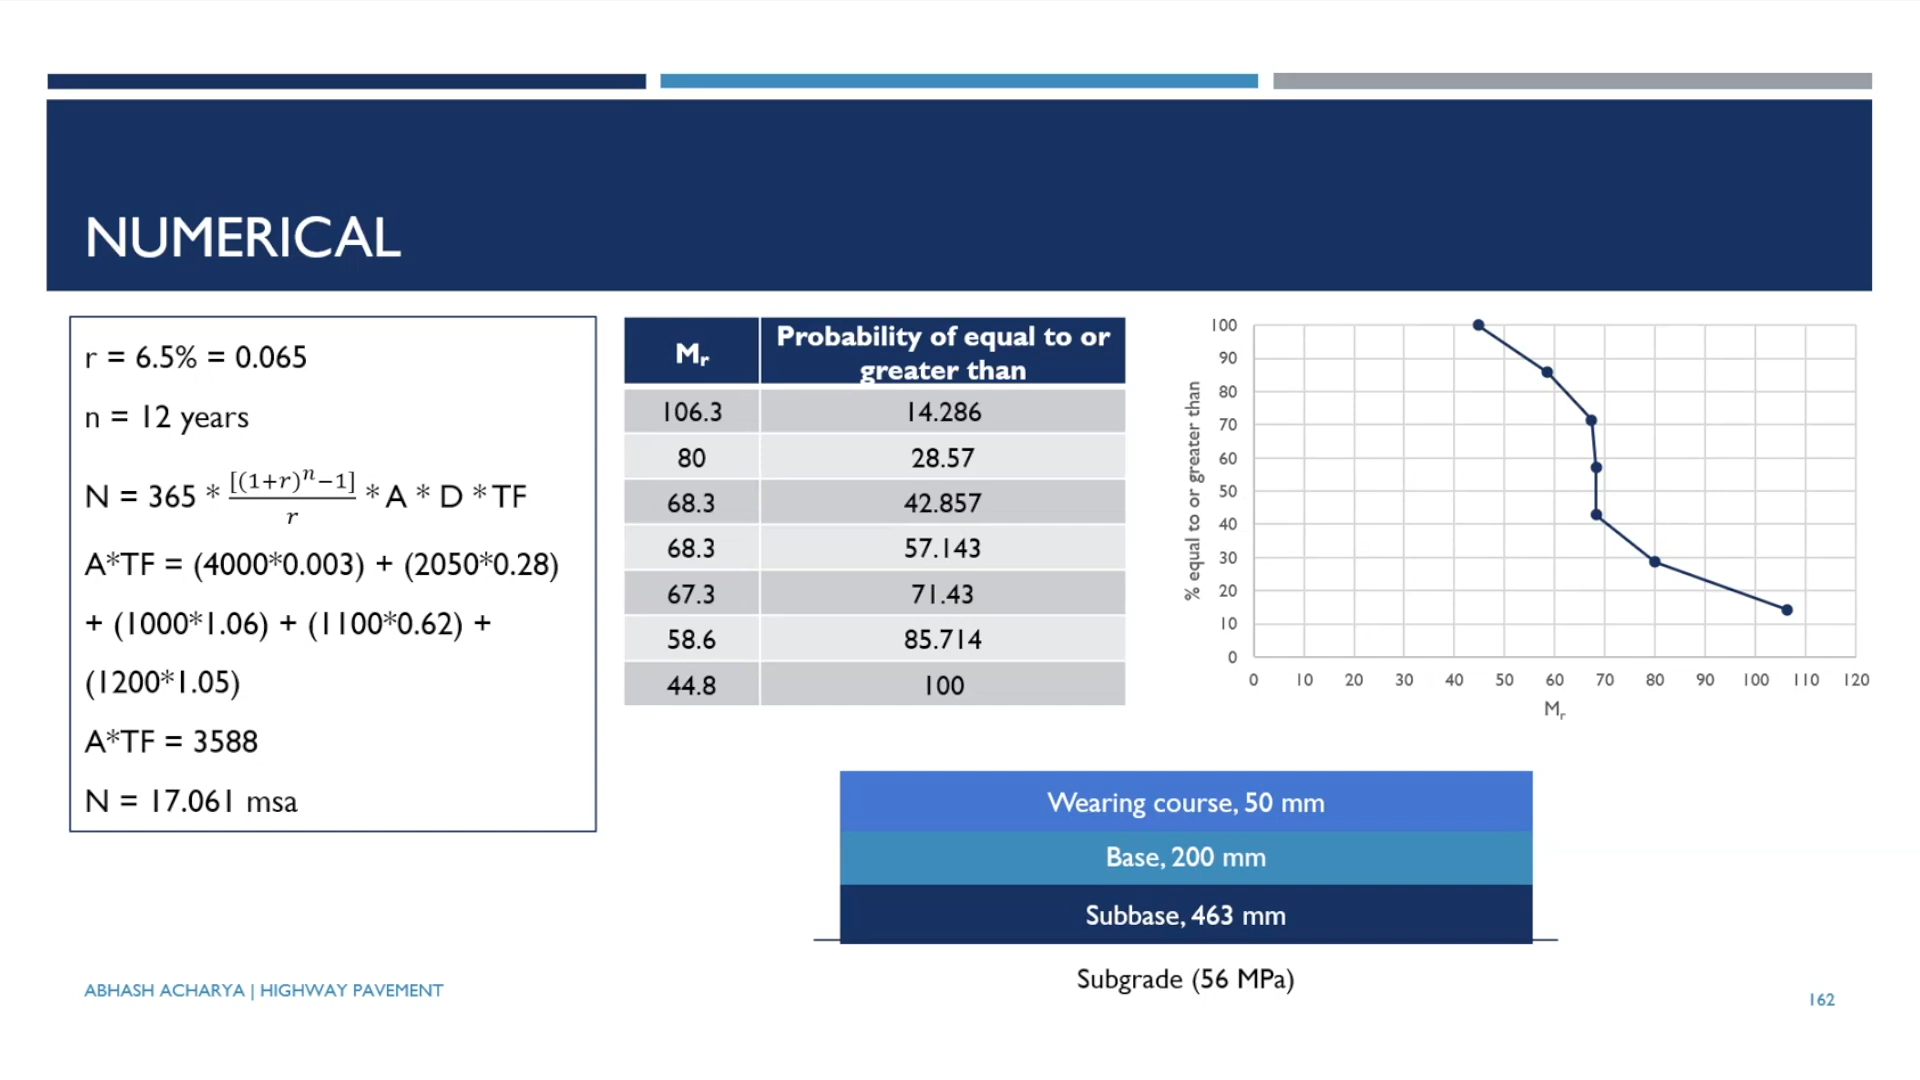 NUMERICAL
r = 6.5% = 0.065
n = 12 years
N = 365 * [(1+r)^n−1]/r * A * D * TF
A*TF = (4000*0.003) + (2050*0.28)
+ (1000*1.06) + (1100*0.62) +
(1200*1.05)
A*TF = 3588
N = 17.061 msa
Mr Probability of equal to or
greater than
106.3 14.286
80 28.57
68.3 42.857
68.3 57.143
67.3 71.43
58.6 85.714
44.8 100
% equal to or greater than
100
90
80
70
60
50
40
30
20
10
0
0 10 20 30 40 50 60 70 80 90 100 110 120
Mr
Wearing course, 50 mm
Base, 200 mm
Subbase, 463 mm
Subgrade (56 MPa)
ABHASH ACHARYA | HIGHWAY PAVEMENT
162